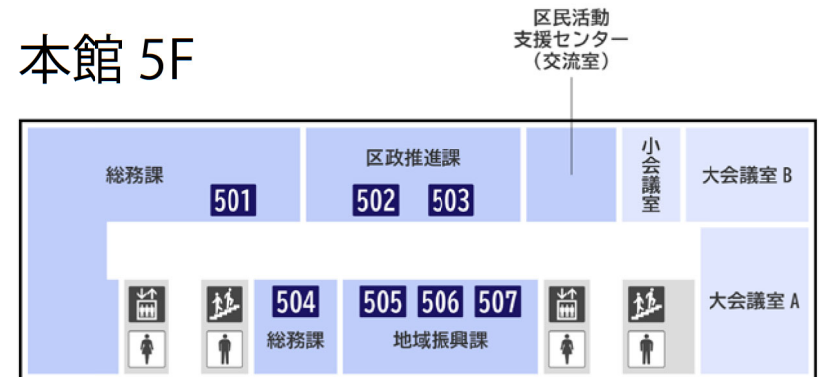 本館 5F
区民活動
支援センター
（交流室）
総務課
501
区政推進課
502 503
小会議室
大会議室 B
504
総務課
505 506 507
地域振興課
大会議室 A